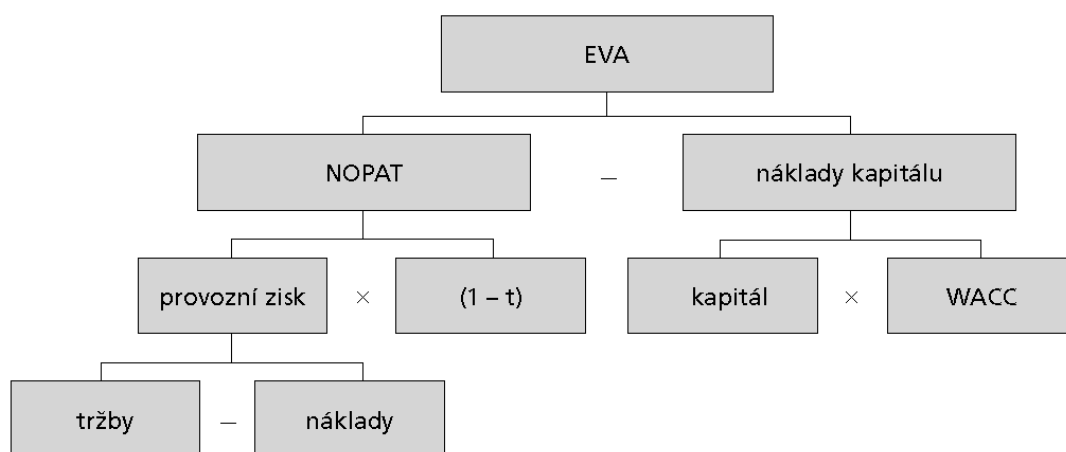 EVA
NOPAT – náklady kapitálu
provozní zisk × (1 – t) kapitál × WACC
tržby – náklady